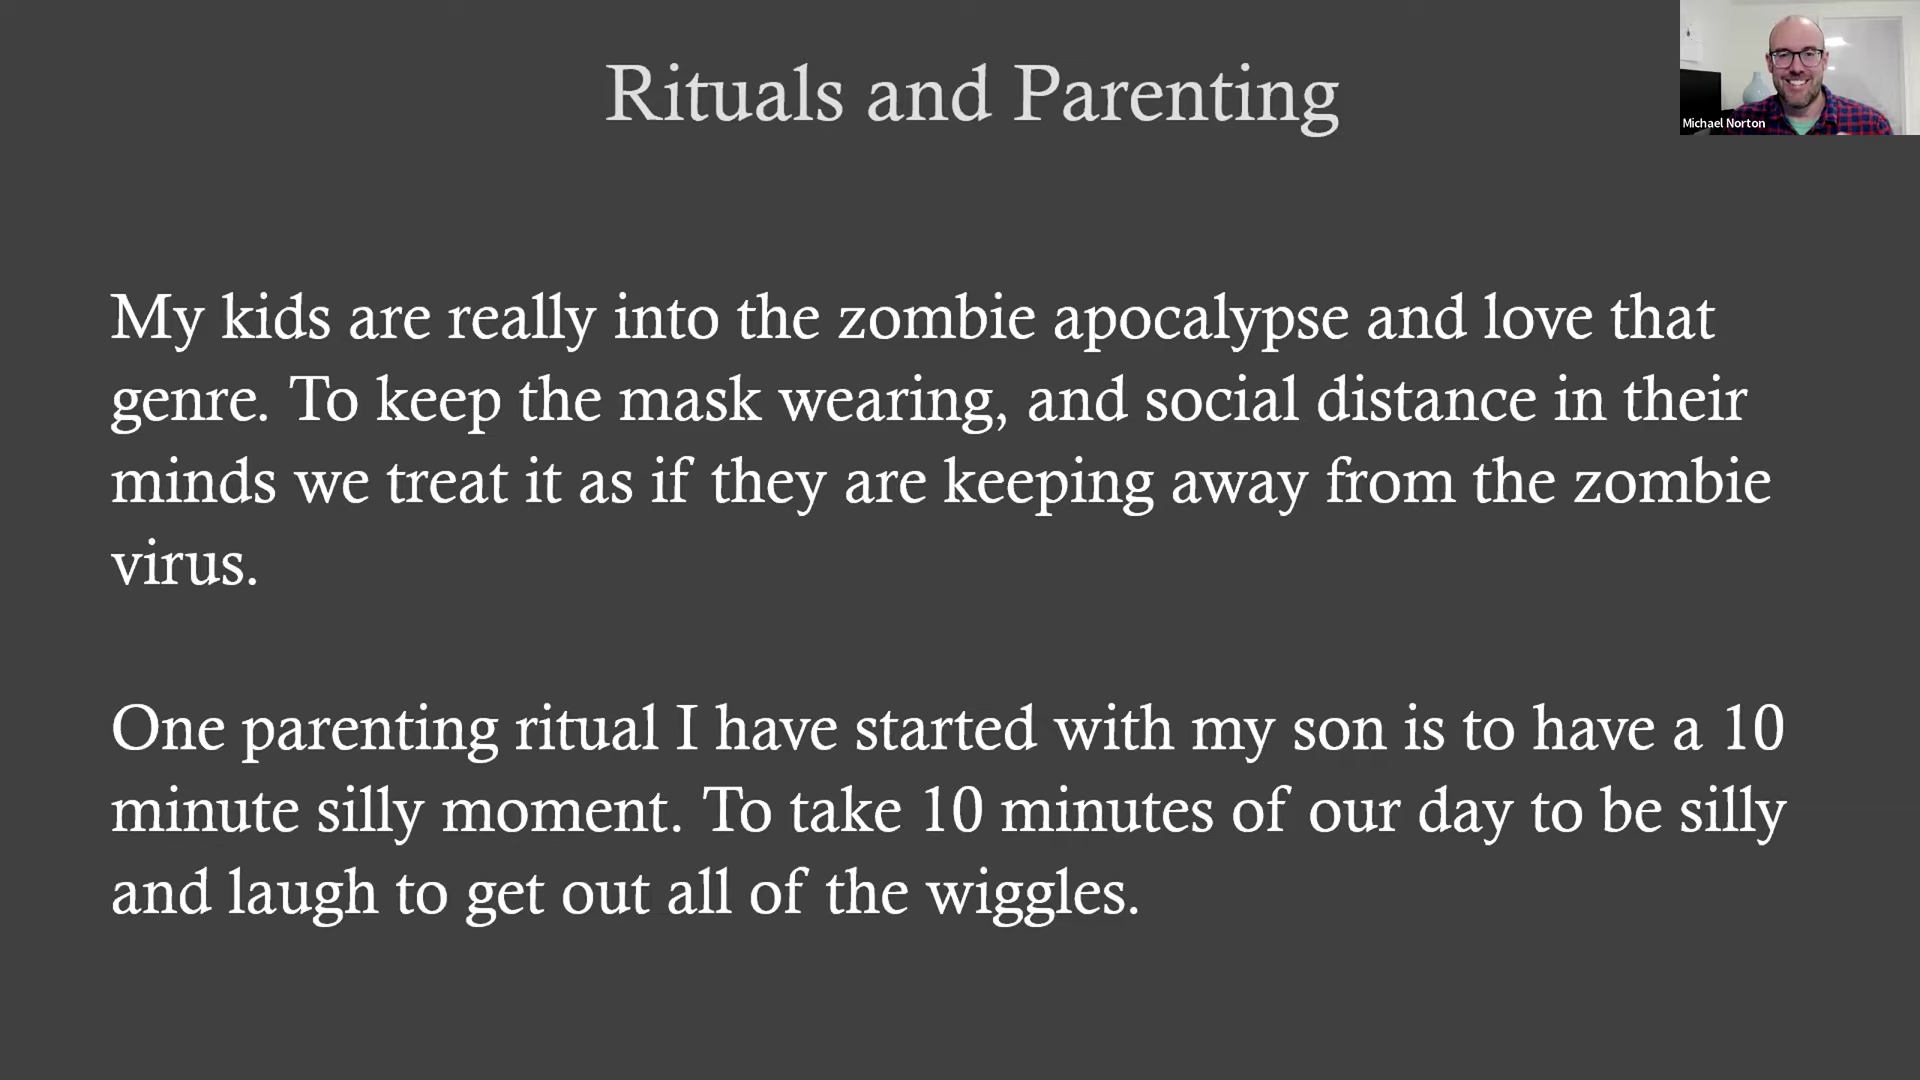 Rituals and Parenting
Michael Norton
My kids are really into the zombie apocalypse and love that
genre. To keep the mask wearing, and social distance in their
minds we treat it as if they are keeping away from the zombie
virus.
One parenting ritual I have started with my son is to have a 10
minute silly moment. To take 10 minutes of our day to be silly
and laugh to get out all of the wiggles.